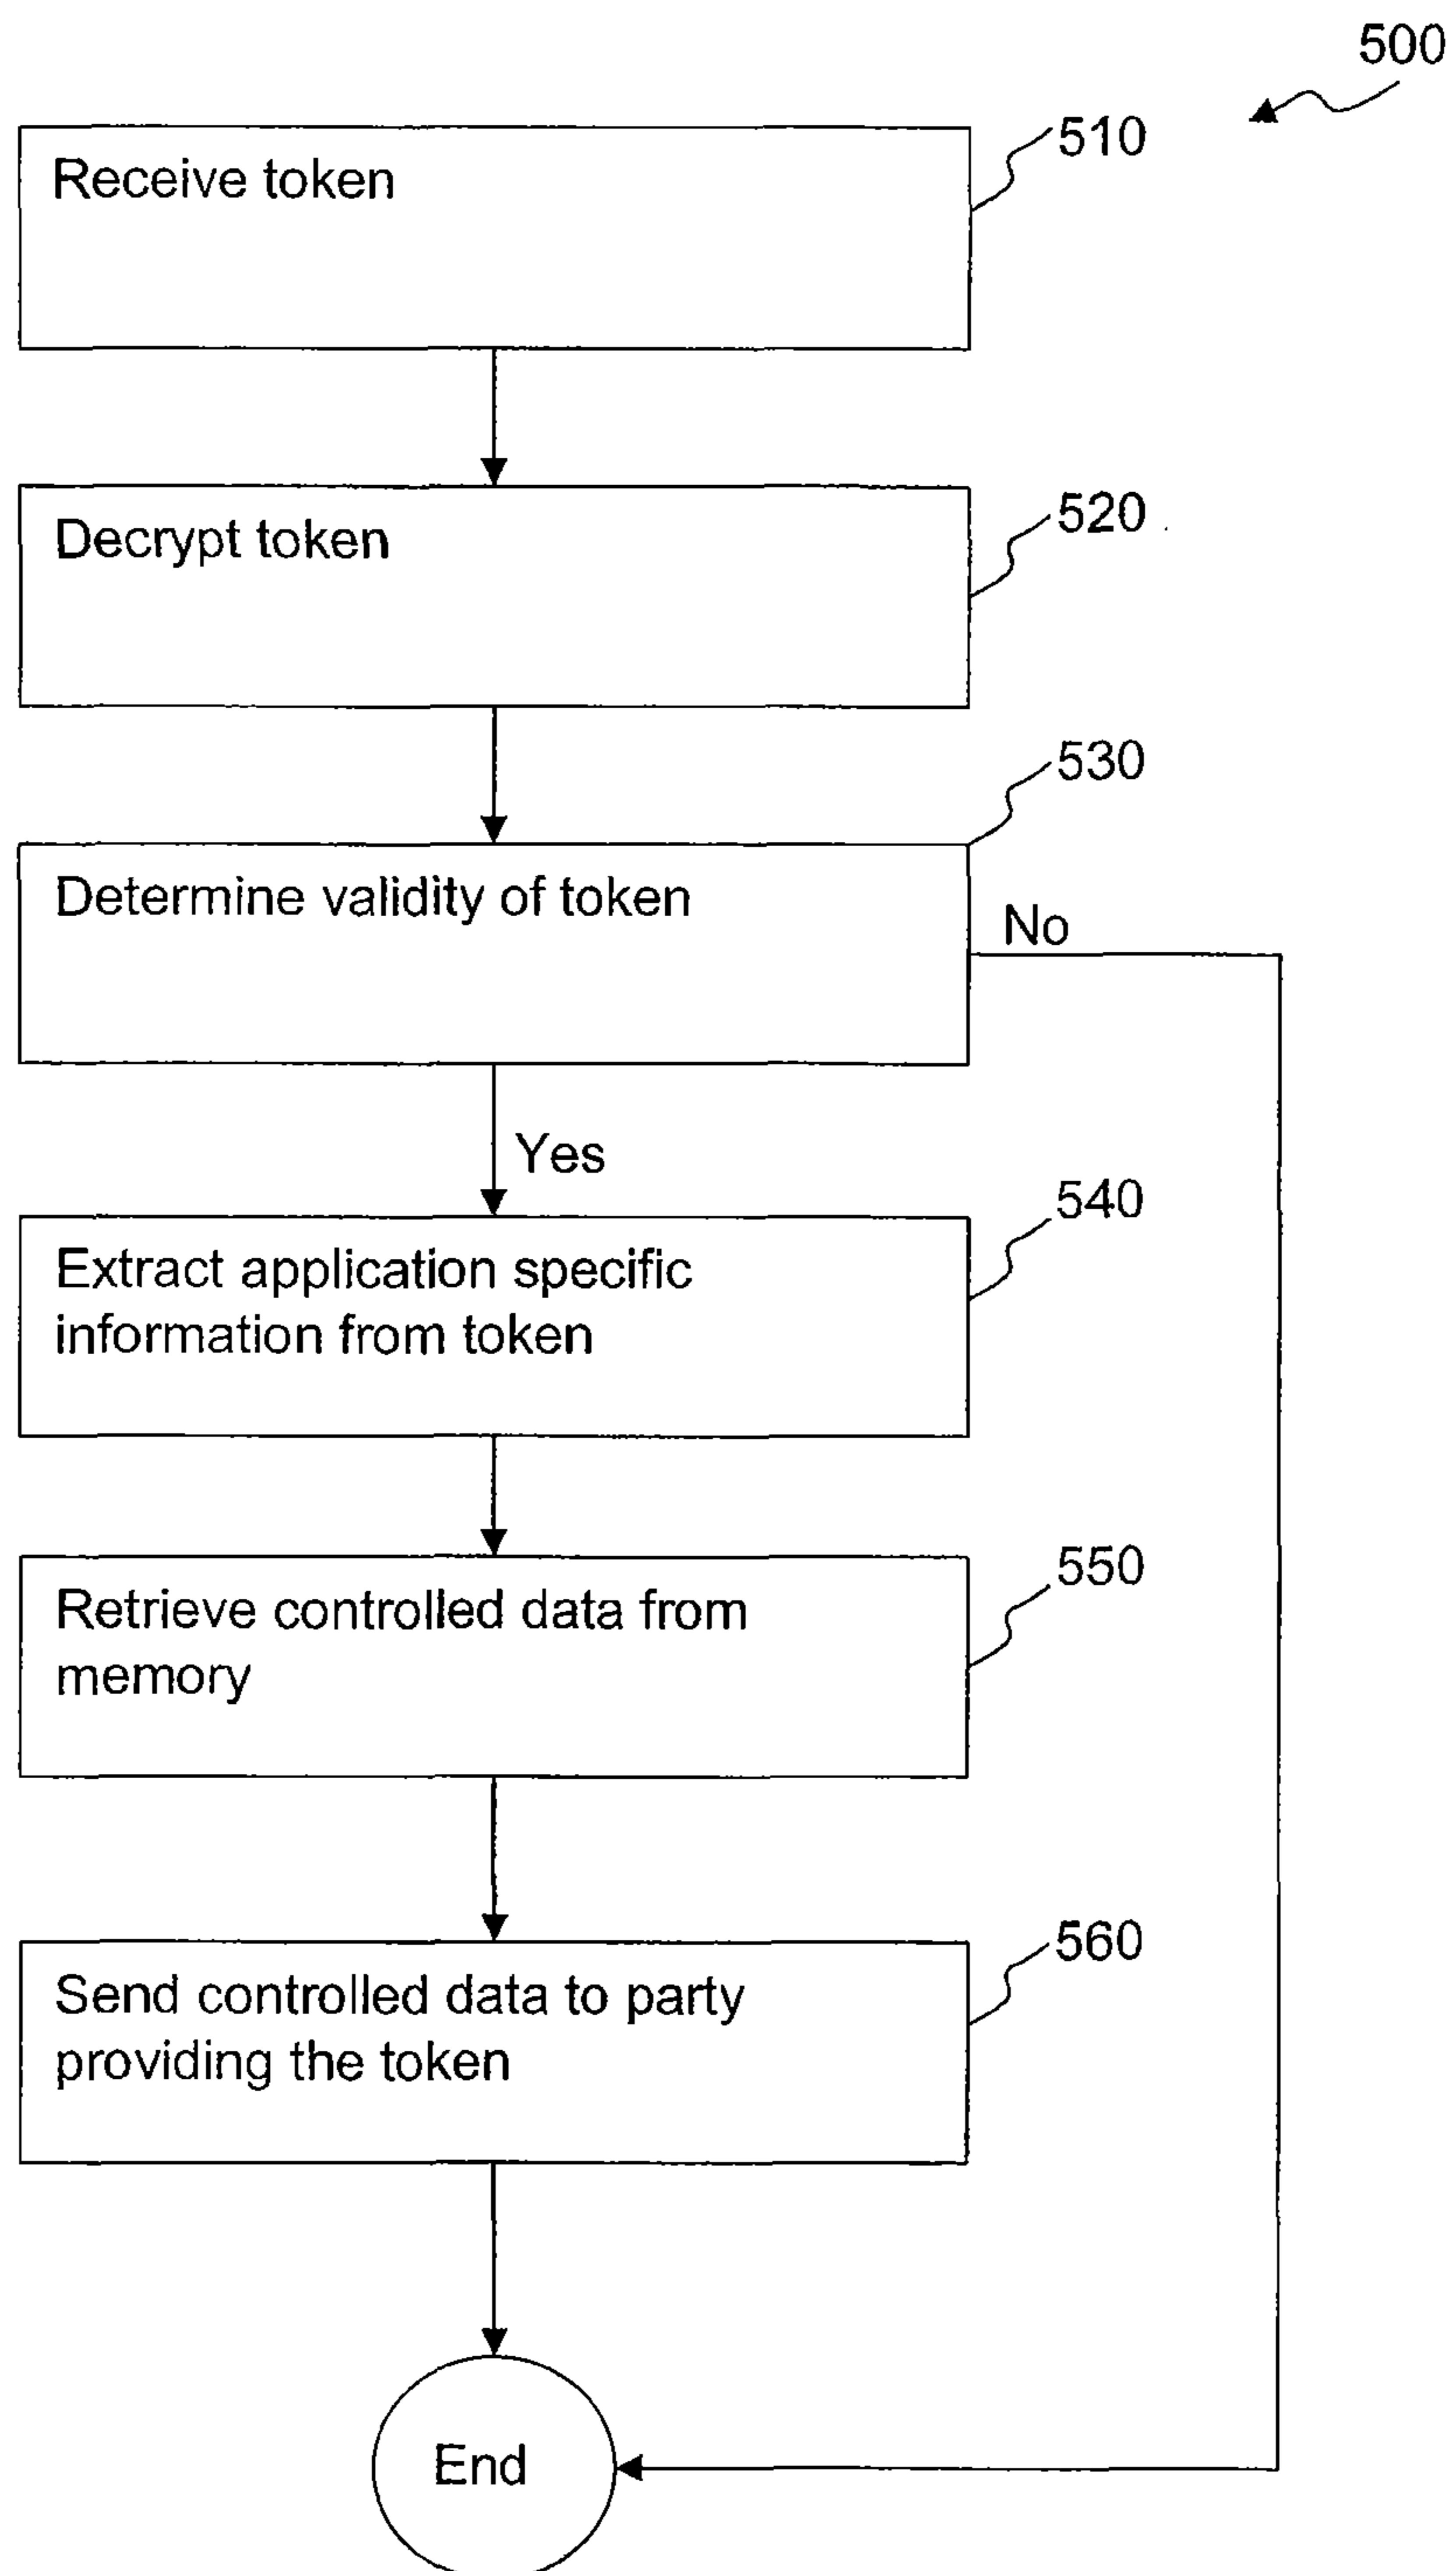 500
510
Receive token
520
Decrypt token
530
Determine validity of token
No
Yes
540
Extract application specific
information from token
550
Retrieve controlled data from
memory
560
Send controlled data to party
providing the token
End